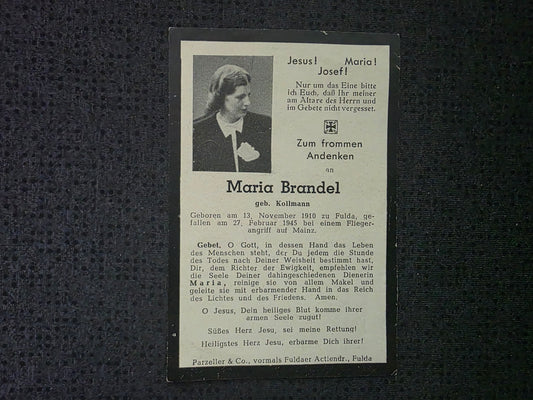 Jesus! Maria!
Josef!
Nur um das Eine bitte
ich Euch, daß Ihr meiner
am Altare des Herrn und
im Gebete nicht vergesset.
Zum frommen
Andenken
an
Maria Brandel
geb. Kollmann
Geboren am 13. November 1910 zu Fulda, ge-
fallen am 27. Februar 1945 bei einem Flieger-
angriff auf Mainz.
Gebet. O Gott, in dessen Hand das Leben
des Menschen steht, der Du jedem die Stunde
des Todes nach Deiner Weisheit bestimmt hast,
Dir, dem Richter der Ewigkeit, empfehlen wir
die Seele Deiner dahingeschiedenen Dienerin
Maria, reinige sie von allem Makel und
geleite sie mit erbarmender Hand in das Reich
des Lichtes und des Friedens. Amen.
O Jesus, Dein heiliges Blut komme ihrer
armen Seele zugut!
Süßes Herz Jesu, sei meine Rettung!
Heiligstes Herz Jesu, erbarme Dich ihrer!
Parzeller & Co., vormals Fuldaer Actiendr., Fulda